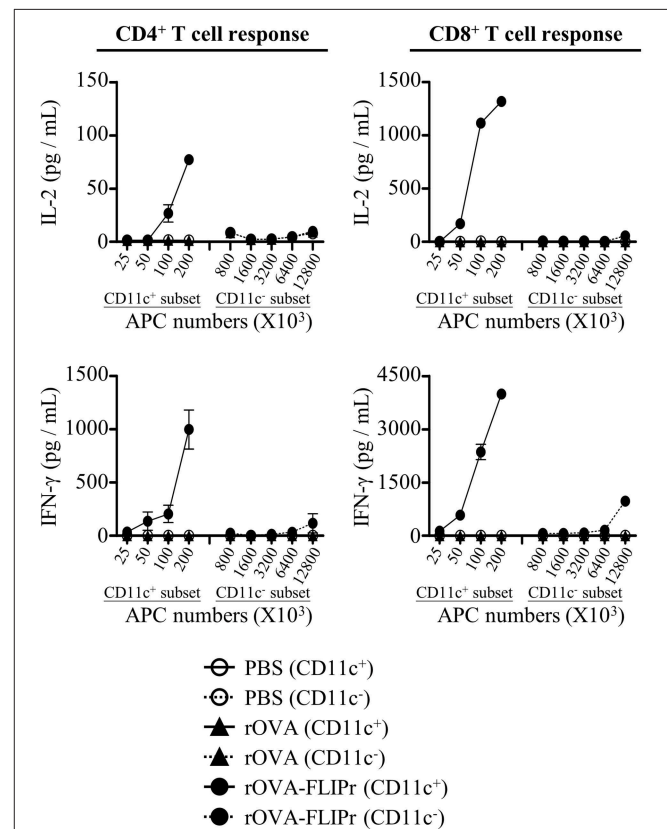 CD4⁺ T cell response
CD8⁺ T cell response
IL-2 (pg / mL)
150
100
50
0
25 50 100 200 800 1600 3200 6400 12800
CD11c⁺ subset CD11c⁻ subset
APC numbers (X10³)
IL-2 (pg / mL)
1500
1000
500
0
25 50 100 200 800 1600 3200 6400 12800
CD11c⁺ subset CD11c⁻ subset
APC numbers (X10³)
IFN-γ (pg / mL)
1500
1000
500
0
25 50 100 200 800 1600 3200 6400 12800
CD11c⁺ subset CD11c⁻ subset
APC numbers (X10³)
IFN-γ (pg / mL)
4500
3000
1500
0
25 50 100 200 800 1600 3200 6400 12800
CD11c⁺ subset CD11c⁻ subset
APC numbers (X10³)
PBS (CD11c⁺)
PBS (CD11c⁻)
rOVA (CD11c⁺)
rOVA (CD11c⁻)
rOVA-FLIPr (CD11c⁺)
rOVA-FLIPr (CD11c⁻)